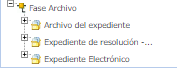 Fase Archivo
Archivo del expediente
Expediente de resolución -...
Expediente Electrónico